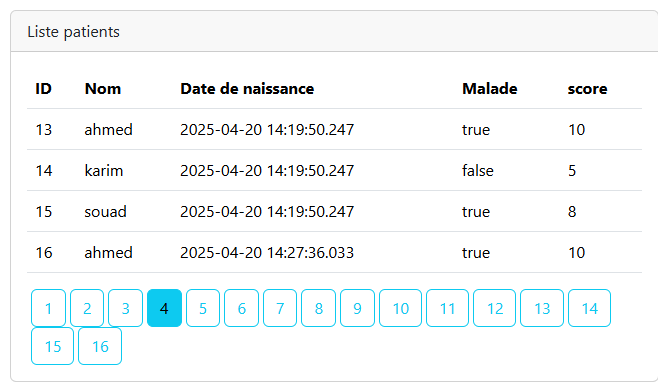 Liste patients
ID Nom Date de naissance Malade score
13 ahmed 2025-04-20 14:19:50.247 true 10
14 karim 2025-04-20 14:19:50.247 false 5
15 souad 2025-04-20 14:19:50.247 true 8
16 ahmed 2025-04-20 14:27:36.033 true 10
1 2 3 4 5 6 7 8 9 10 11 12 13 14
15 16